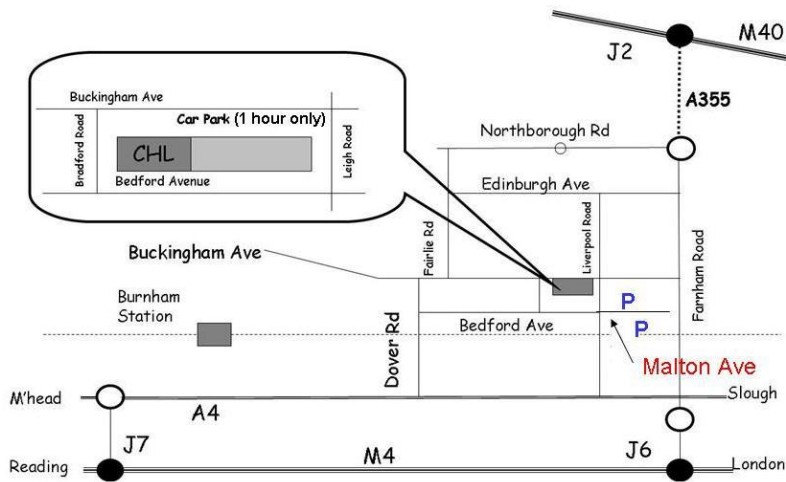 M40
J2
A355
Buckingham Ave
Car Park (1 hour only)
Bradford Road
CHL
Leigh Road
Bedford Avenue
Northborough Rd
Edinburgh Ave
Fairlie Rd
Liverpool Road
Farnham Road
Buckingham Ave
Burnham
Station
P
Bedford Ave
P
Dover Rd
Malton Ave
M'head
A4
Slough
J7
M4
J6
Reading
London